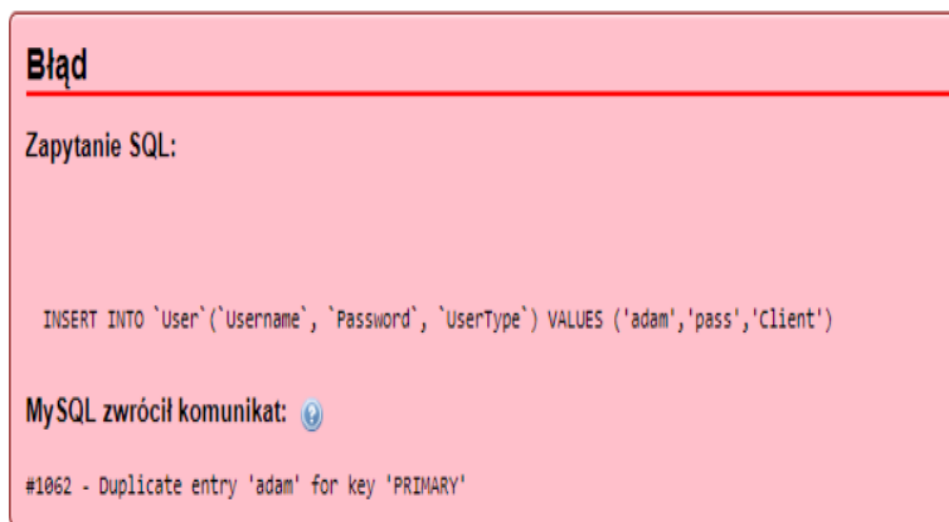 Błąd
Zapytanie SQL:
INSERT INTO `User`(`Username`, `Password`, `UserType`) VALUES ('adam','pass','Client')
MySQL zwrócił komunikat:
#1062 - Duplicate entry 'adam' for key 'PRIMARY'